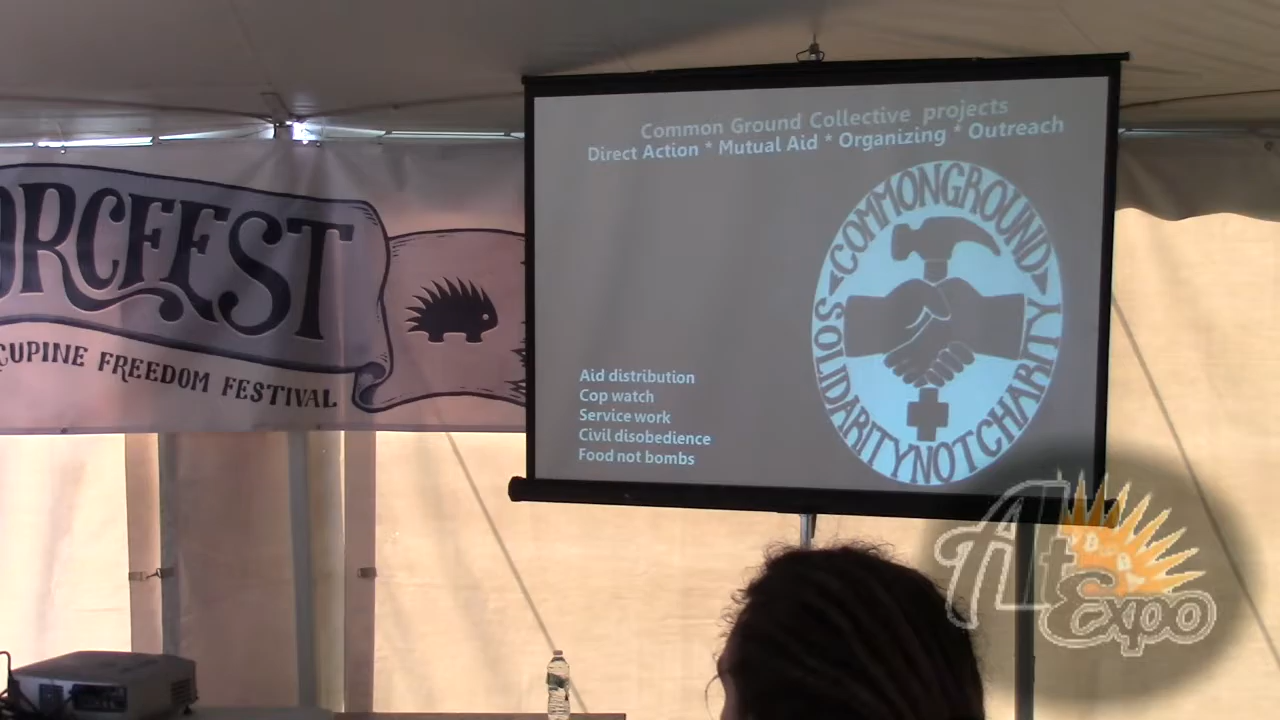 ORCFEST
CUPINE FREEDOM FESTIVAL
Common Ground Collective projects
Direct Action * Mutual Aid * Organizing * Outreach
COMMONGROUND
SOLIDARITYNOTCHARITY
Aid distribution
Cop watch
Service work
Civil disobedience
Food not bombs
Alt
Expo